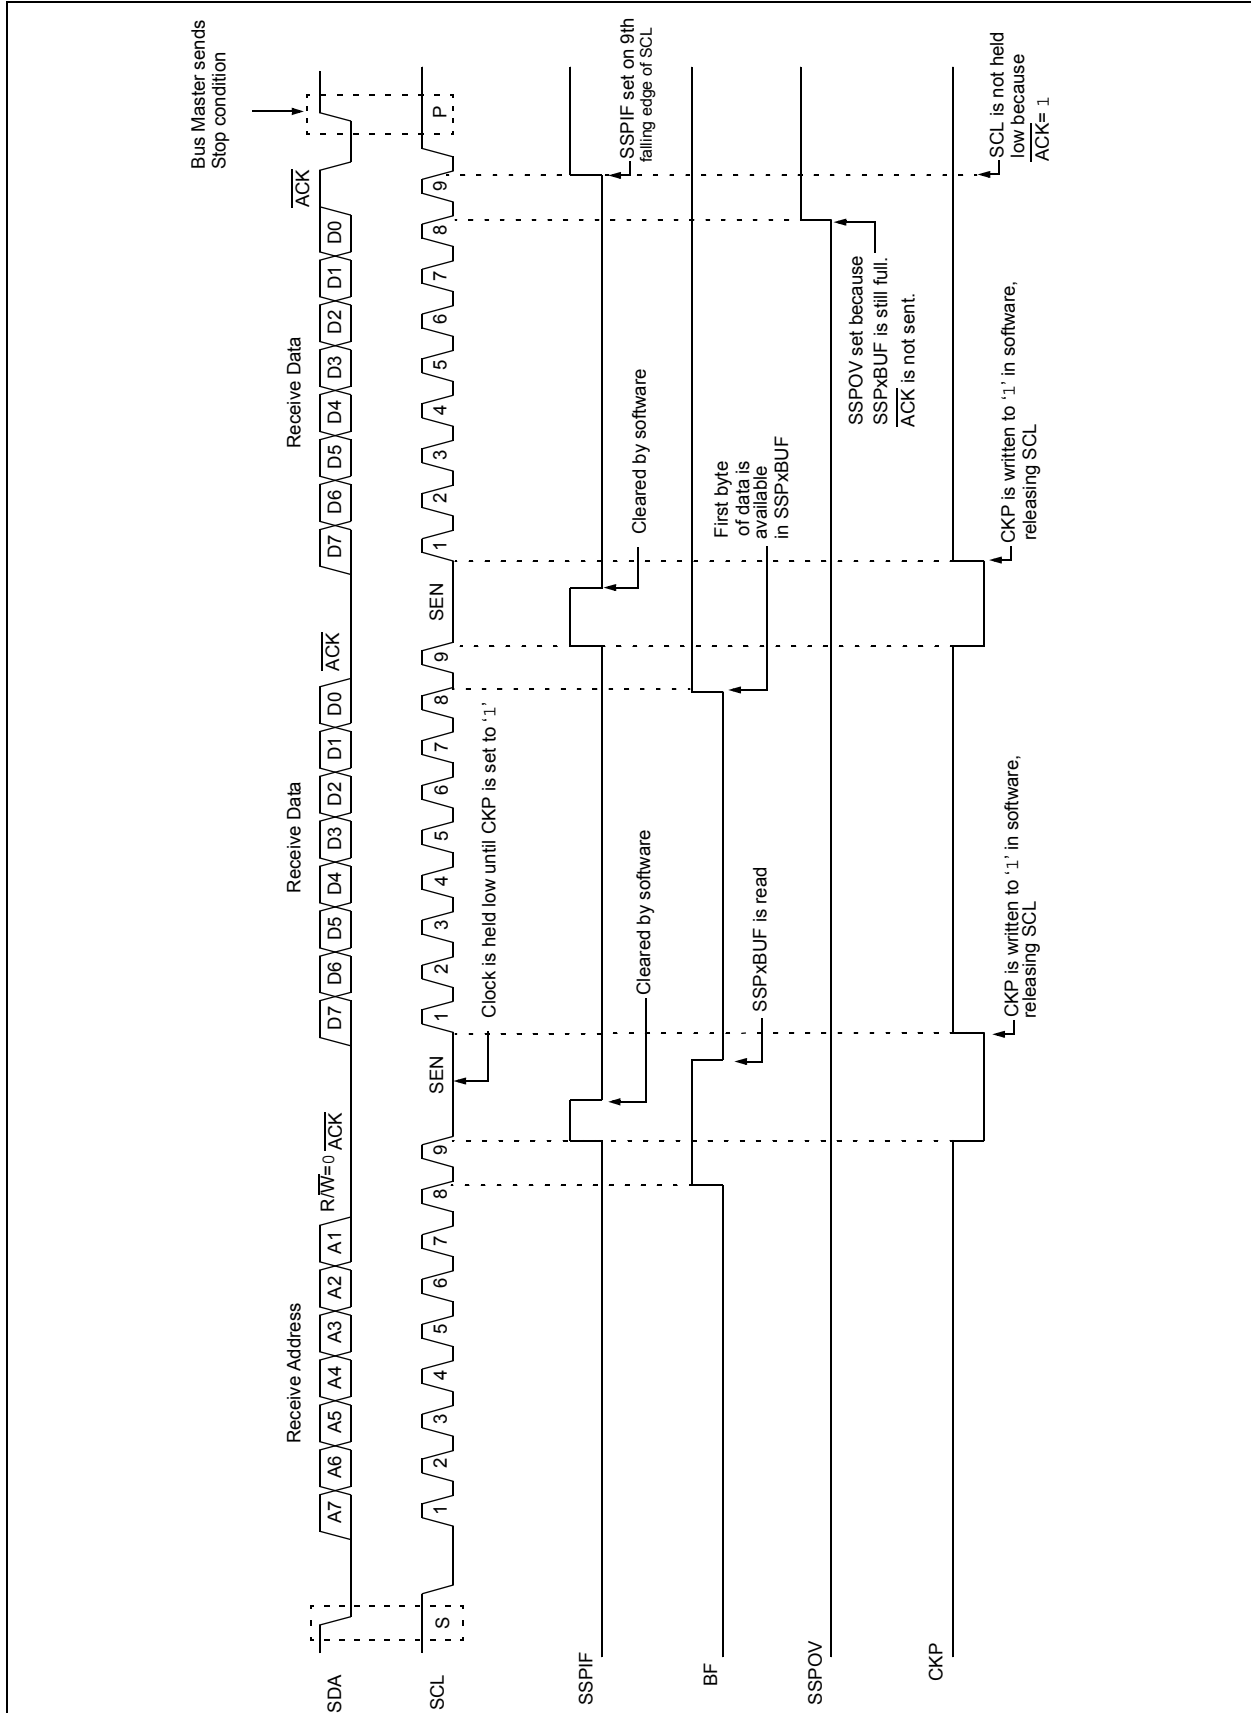 Bus Master sends
Stop condition
Receive Address
Receive Data
Receive Data
SDA
A7
A6
A5
A4
A3
A2
A1
R/W=0
ACK
D7
D6
D5
D4
D3
D2
D1
D0
ACK
D7
D6
D5
D4
D3
D2
D1
D0
ACK
SCL
S
1
2
3
4
5
6
7
8
9
SEN
1
2
3
4
5
6
7
8
9
SEN
1
2
3
4
5
6
7
8
9
P
Clock is held low until CKP is set to ‘1’
SSPIF
Cleared by software
Cleared by software
SSPIF set on 9th
falling edge of SCL
BF
SSPxBUF is read
First byte
of data is
available
in SSPxBUF
SSPOV
SSPOV set because
SSPxBUF is still full.
ACK is not sent.
CKP
CKP is written to ‘1’ in software,
releasing SCL
CKP is written to ‘1’ in software,
releasing SCL
SCL is not held
low because
ACK= 1